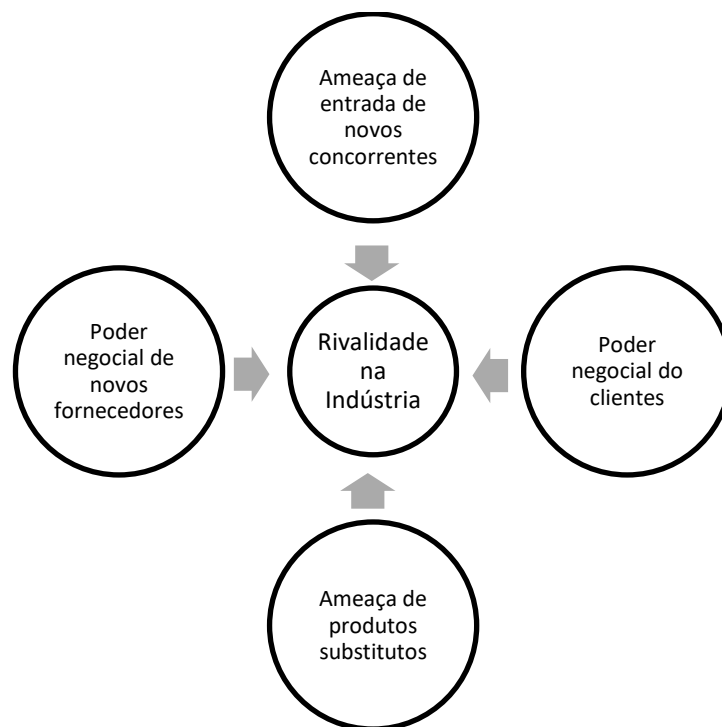 Ameaça de
entrada de
novos
concorrentes
Poder
negocial de
novos
fornecedores
Rivalidade
na
Indústria
Poder
negocial do
clientes
Ameaça de
produtos
substitutos